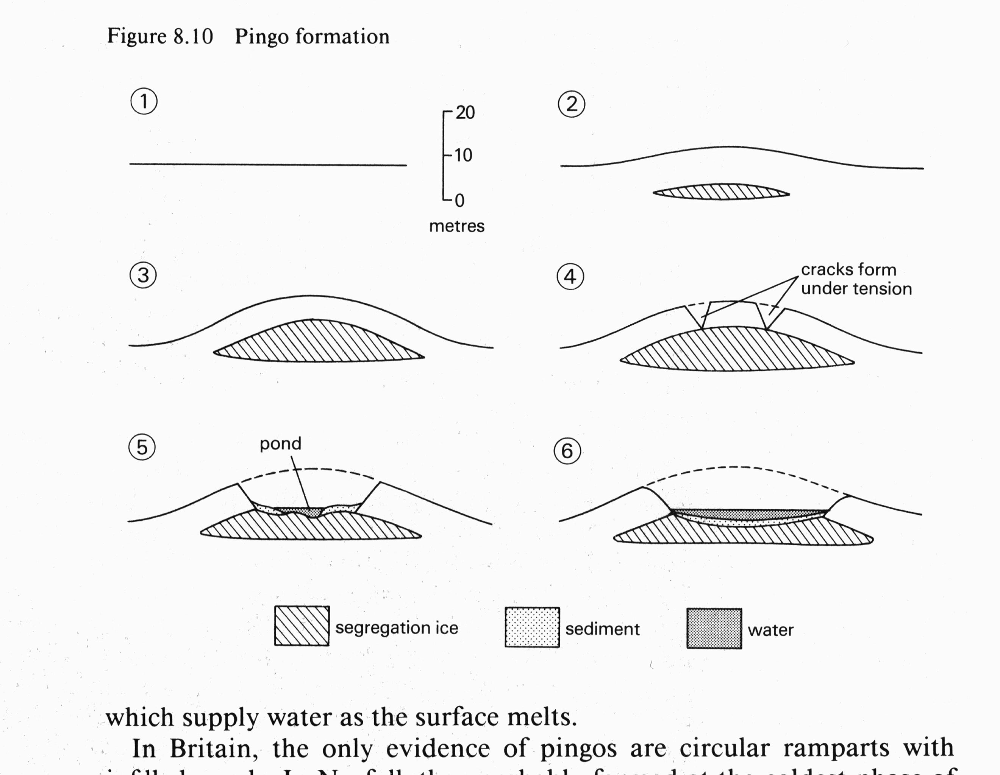 Figure 8.10 Pingo formation
1
20
10
0
metres
2
3
4
cracks form
under tension
5
pond
6
segregation ice
sediment
water
which supply water as the surface melts.
In Britain, the only evidence of pingos are circular ramparts with